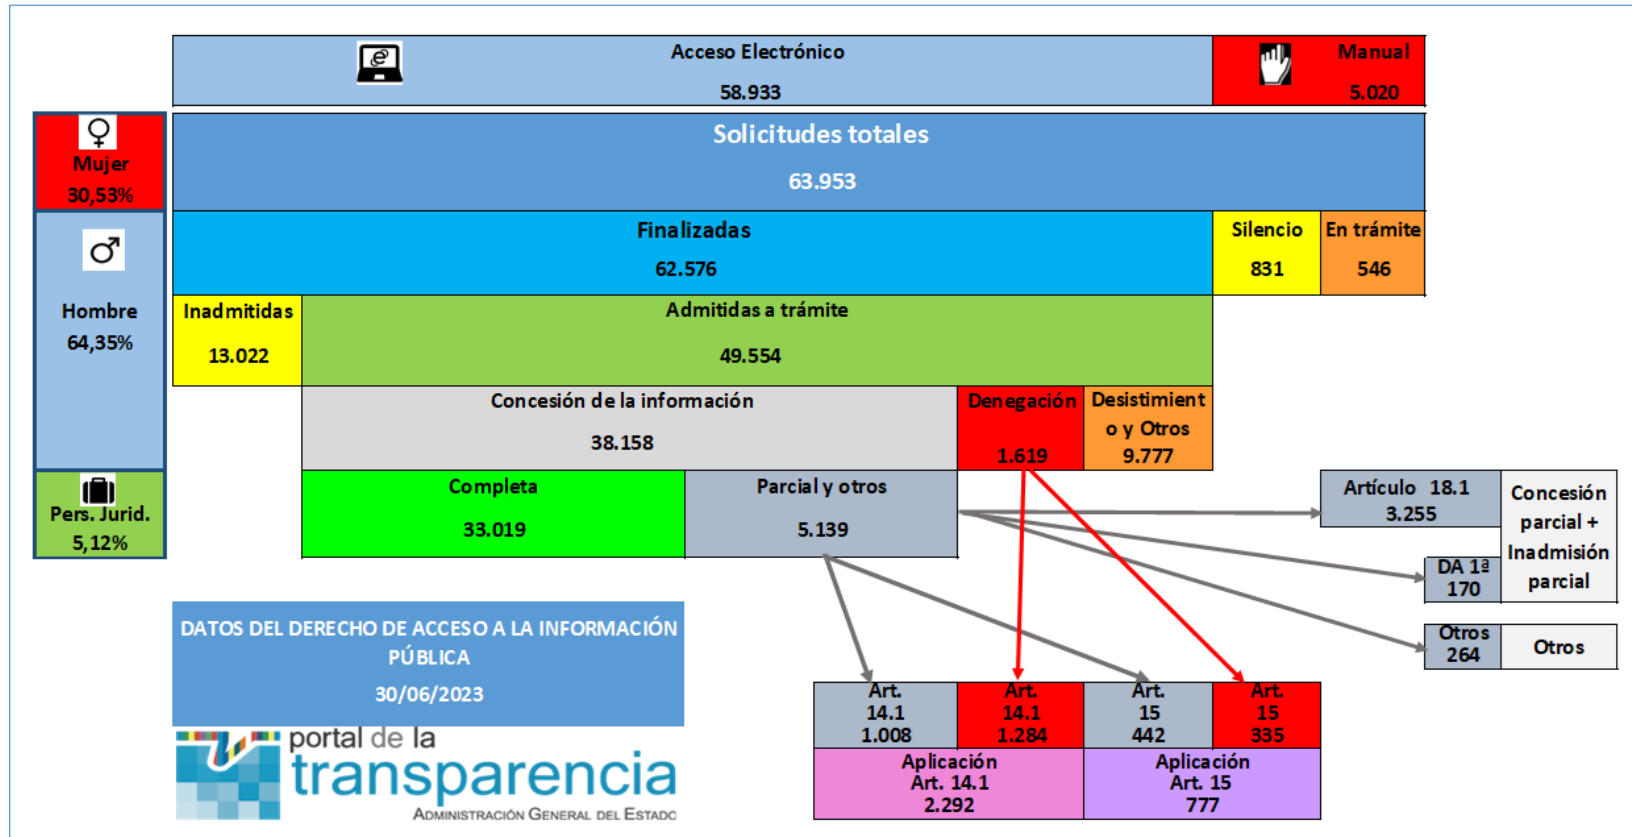 Acceso Electrónico
58.933
Manual
5.020
Mujer
30,53%
Solicitudes totales
63.953
Hombre
64,35%
Finalizadas
62.576
Silencio
831
En trámite
546
Inadmitidas
13.022
Admitidas a trámite
49.554
Concesión de la información
38.158
Denegación
1.619
Desistimient
o y Otros
9.777
Pers. Jurid.
5,12%
Completa
33.019
Parcial y otros
5.139
Artículo 18.1
3.255
Concesión
parcial +
Inadmisión
parcial
DA 1ª
170
Otros
264
Otros
DATOS DEL DERECHO DE ACCESO A LA INFORMACIÓN
PÚBLICA
30/06/2023
Art.
14.1
1.008
Art.
14.1
1.284
Art.
15
442
Art.
15
335
Aplicación
Art. 14.1
2.292
Aplicación
Art. 15
777
portal de la
transparencia
ADMINISTRACIÓN GENERAL DEL ESTADO